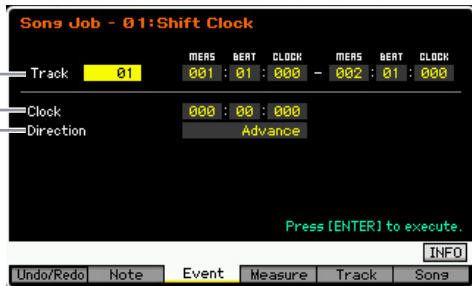 Song Job - 01:Shift Clock
MEAS BEAT CLOCK MEAS BEAT CLOCK
Track 01 001 : 01 : 000 - 002 : 01 : 000
Clock 000 : 00 : 000
Direction Advance
Press [ENTER] to execute.
INFO
Undo/Redo Note Event Measure Track Song